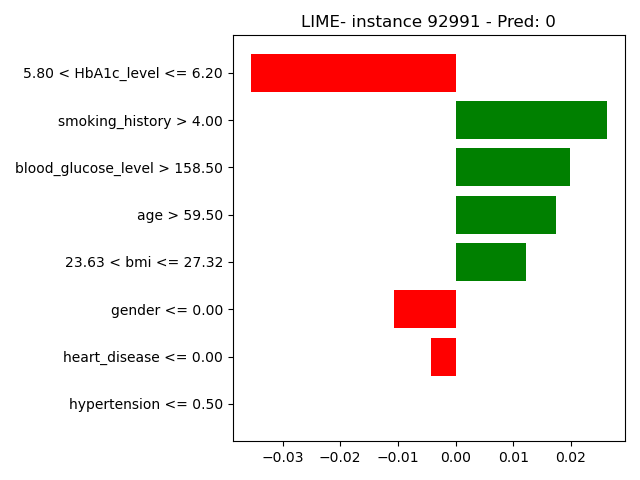 LIME- instance 92991 - Pred: 0
5.80 < HbA1c_level <= 6.20
smoking_history > 4.00
blood_glucose_level > 158.50
age > 59.50
23.63 < bmi <= 27.32
gender <= 0.00
heart_disease <= 0.00
hypertension <= 0.50
−0.03 −0.02 −0.01 0.00 0.01 0.02